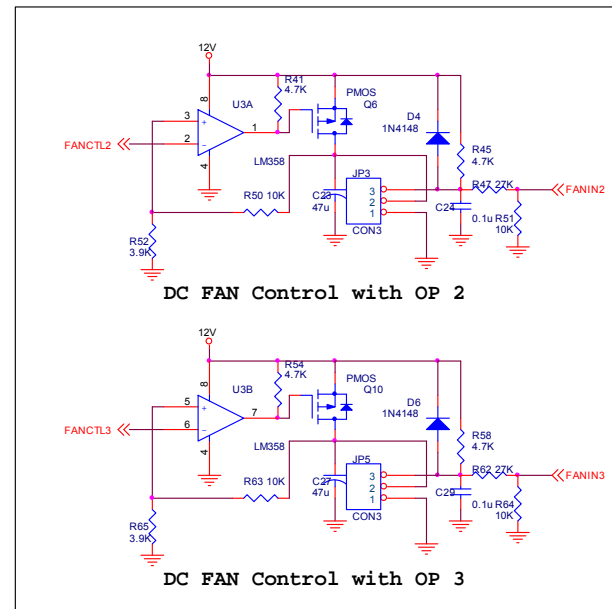 12V
R41
4.7K
PMOS
Q6
8
U3A
3
+
1
2
-
D4
1N4148
FANCTL2
R45
4.7K
4
LM358
JP3
R47 27K
FANIN2
R50 10K
C23
47u
3
2
1
C24
0.1u
R51
10K
R52
3.9K
CON3
DC FAN Control with OP 2
12V
R54
4.7K
PMOS
Q10
8
U3B
5
+
7
6
-
D6
1N4148
FANCTL3
R58
4.7K
4
LM358
JP5
R62 27K
FANIN3
R63 10K
C27
47u
3
2
1
C29
0.1u
R64
10K
R65
3.9K
CON3
DC FAN Control with OP 3